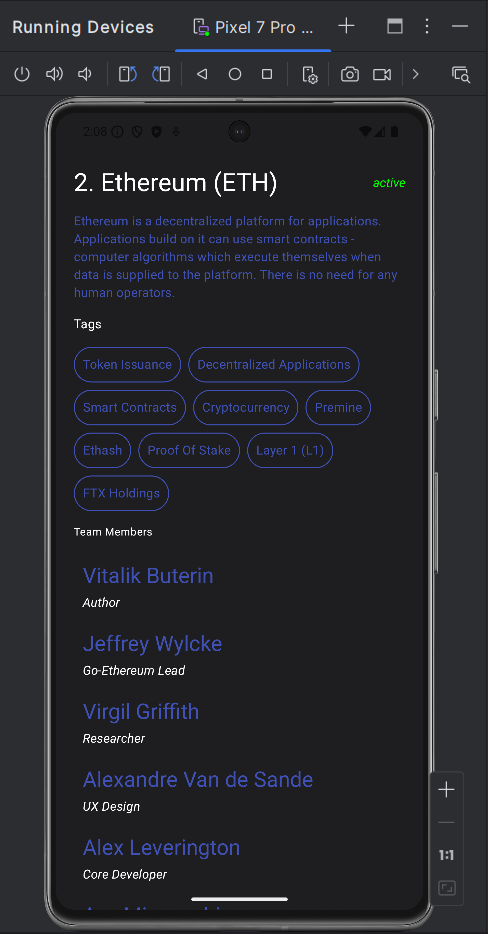 Running Devices
Pixel 7 Pro ...
2:08
2. Ethereum (ETH)
active
Ethereum is a decentralized platform for applications.
Applications build on it can use smart contracts -
computer algorithms which execute themselves when
data is supplied to the platform. There is no need for any
human operators.
Tags
Token Issuance
Decentralized Applications
Smart Contracts
Cryptocurrency
Premine
Ethash
Proof Of Stake
Layer 1 (L1)
FTX Holdings
Team Members
Vitalik Buterin
Author
Jeffrey Wylcke
Go-Ethereum Lead
Virgil Griffith
Researcher
Alexandre Van de Sande
UX Design
Alex Leverington
Core Developer
1:1